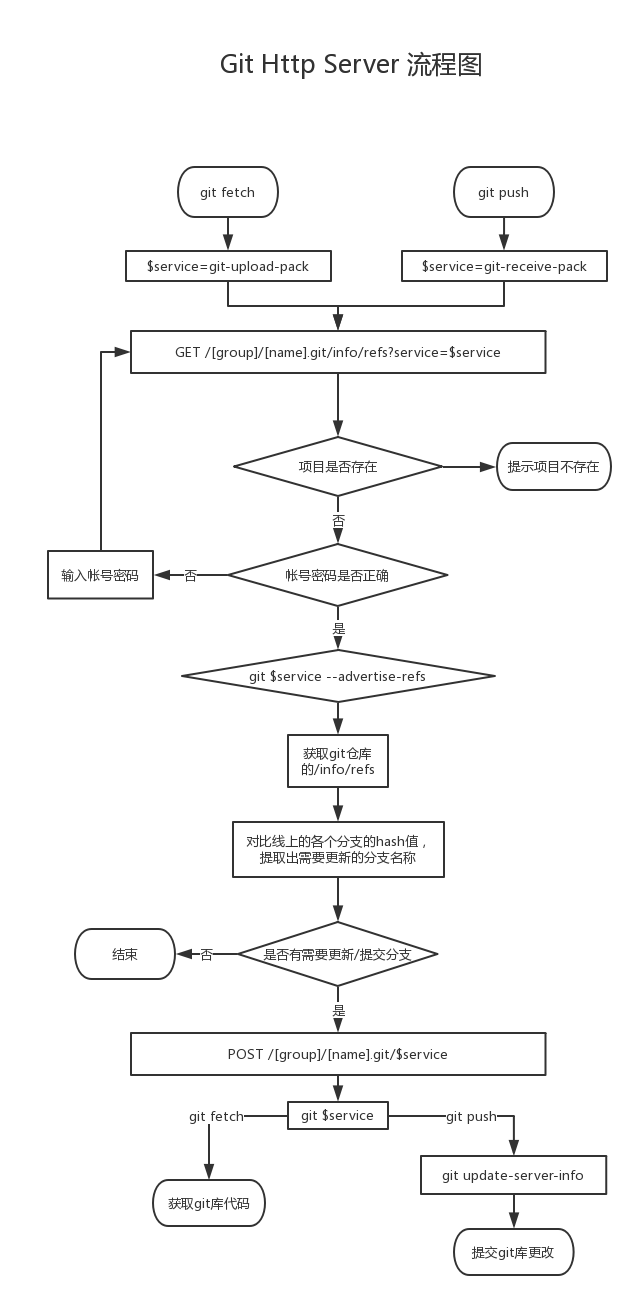 Git Http Server 流程图
git fetch
git push
$service=git-upload-pack
$service=git-receive-pack
GET /[group]/[name].git/info/refs?service=$service
项目是否存在
提示项目不存在
否
输入帐号密码
否
帐号密码是否正确
是
git $service --advertise-refs
获取git仓库
的/info/refs
对比线上的各个分支的hash值，
提取出需要更新的分支名称
结束
否
是否有需要更新/提交分支
是
POST /[group]/[name].git/$service
git fetch
git $service
git push
git update-server-info
获取git库代码
提交git库更改